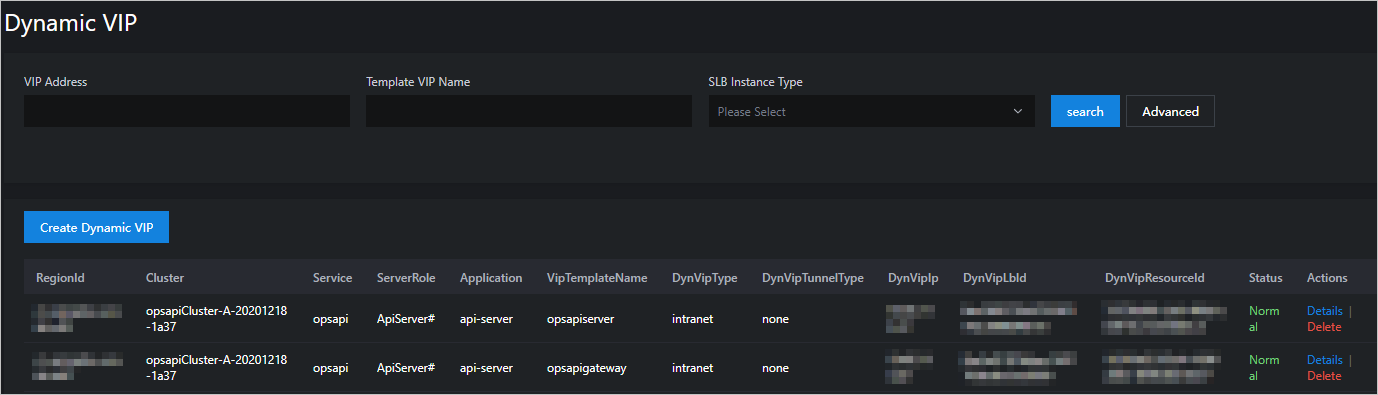 Dynamic VIP
VIP Address
Template VIP Name
SLB Instance Type
Please Select
search
Advanced
Create Dynamic VIP
RegionId Cluster Service ServerRole Application VipTemplateName DynVipType DynVipTunnelType DynVipIp DynVipLbId DynVipResourceId Status Actions
opsapiCluster-A-20201218
-1a37
opsapi ApiServer# api-server opsapiserver intranet none
Norm
al
Details |
Delete
opsapiCluster-A-20201218
-1a37
opsapi ApiServer# api-server opsapigateway intranet none
Norm
al
Details |
Delete